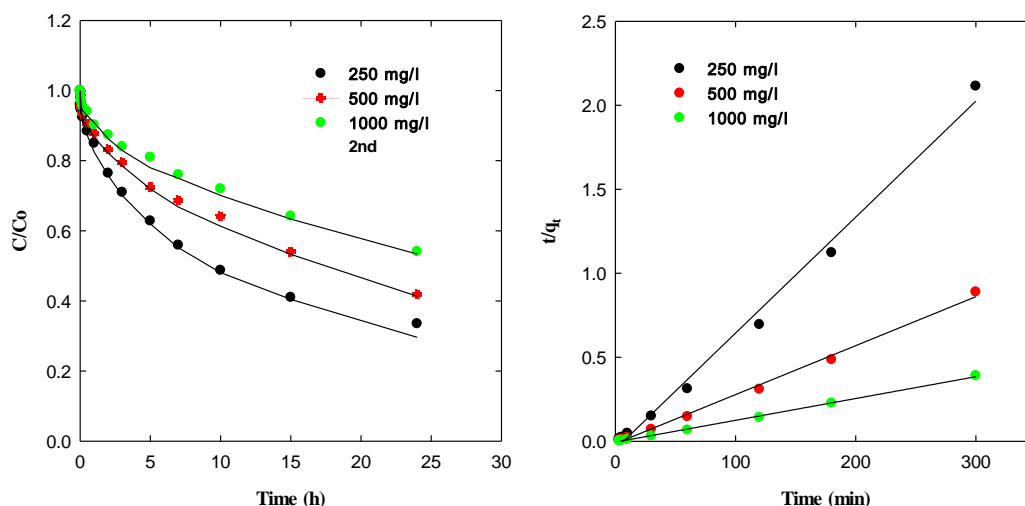 1.2
1.0
0.8
0.6
0.4
0.2
0.0
C/Co
250 mg/l
500 mg/l
1000 mg/l
2nd
0 5 10 15 20 25 30
Time (h)
2.5
2.0
1.5
1.0
0.5
0.0
t/qt
250 mg/l
500 mg/l
1000 mg/l
0 100 200 300
Time (min)